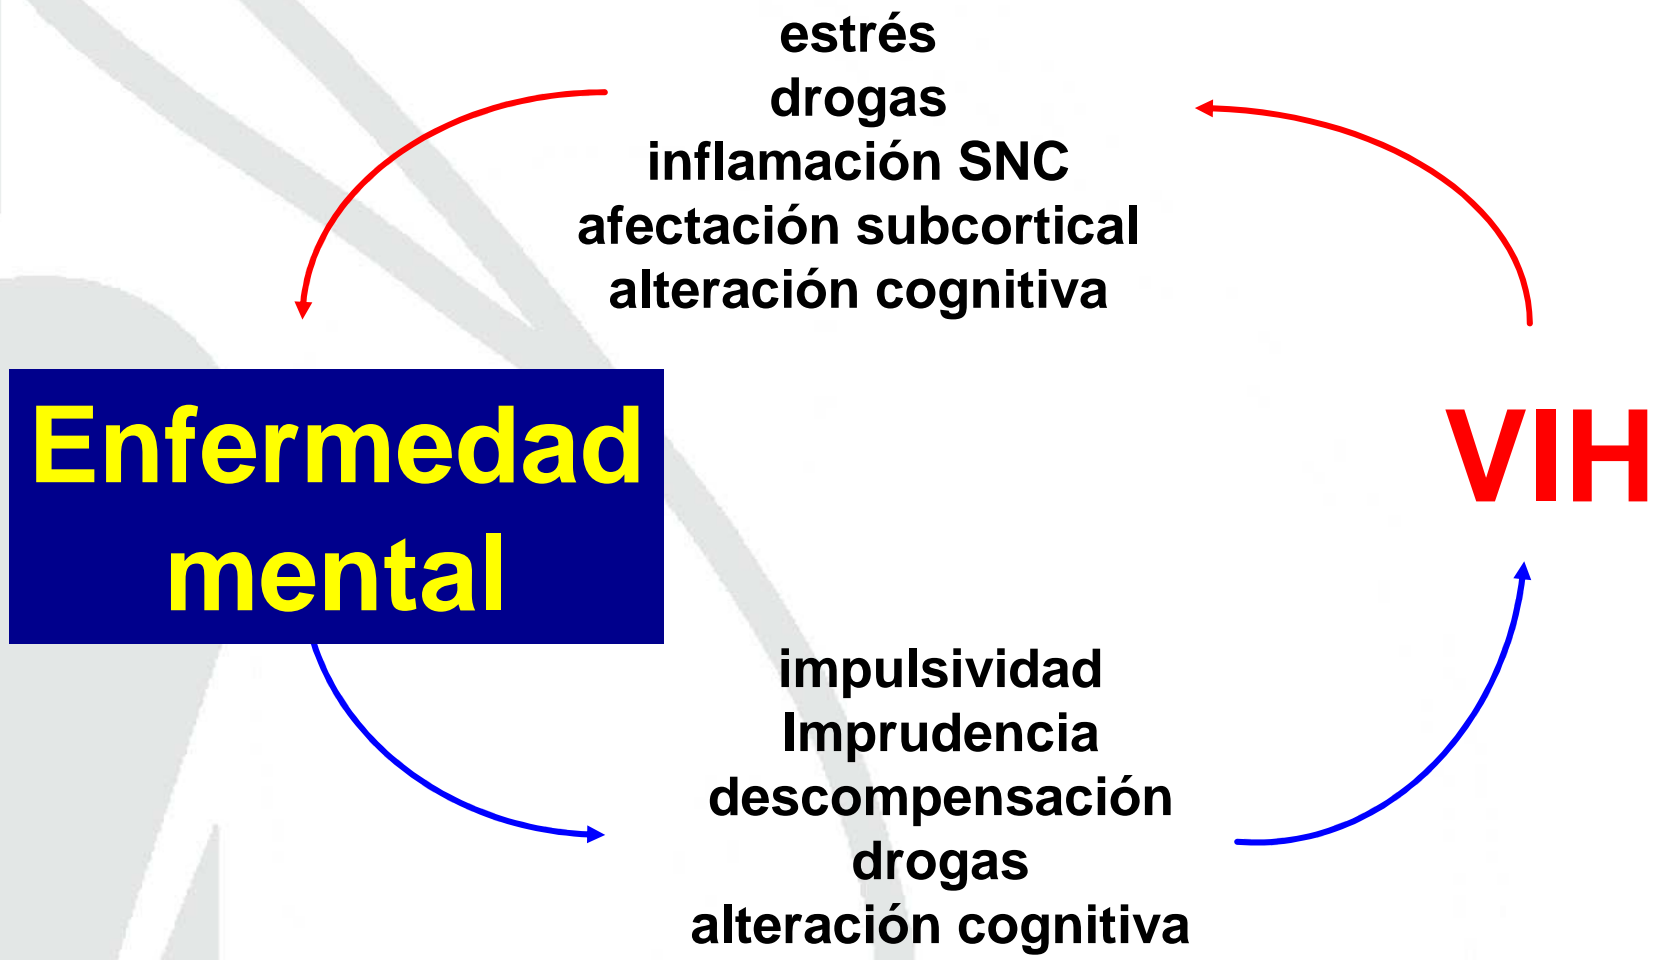 estrés
drogas
inflamación SNC
afectación subcortical
alteración cognitiva
Enfermedad
mental
VIH
impulsividad
Imprudencia
descompensación
drogas
alteración cognitiva